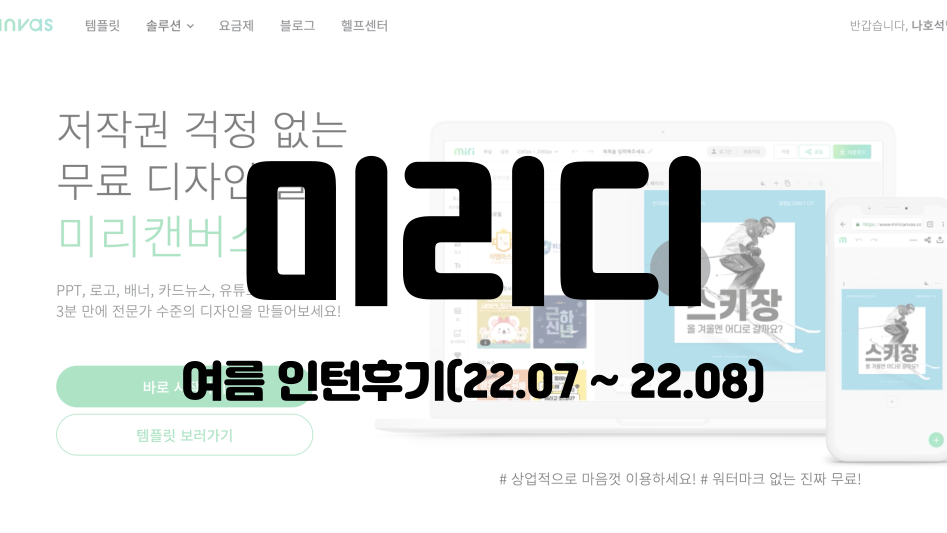 nvas 템플릿 솔루션 요금제 블로그 헬프센터 반갑습니다, 나호석
저작권 걱정 없는
무료 디자인
미리캔버스
미리디
PPT, 로고, 배너, 카드뉴스, 유튜
3분 만에 전문가 수준의 디자인을 만들어보세요!
바로 시
여름 인턴후기(22.07 ~ 22.08)
템플릿 보러가기
miri
스키장
올 겨울엔 어디로 갈까요?
근하
신년
스키장
올 겨울엔 어디로 갈까요?
# 상업적으로 마음껏 이용하세요! # 워터마크 없는 진짜 무료!